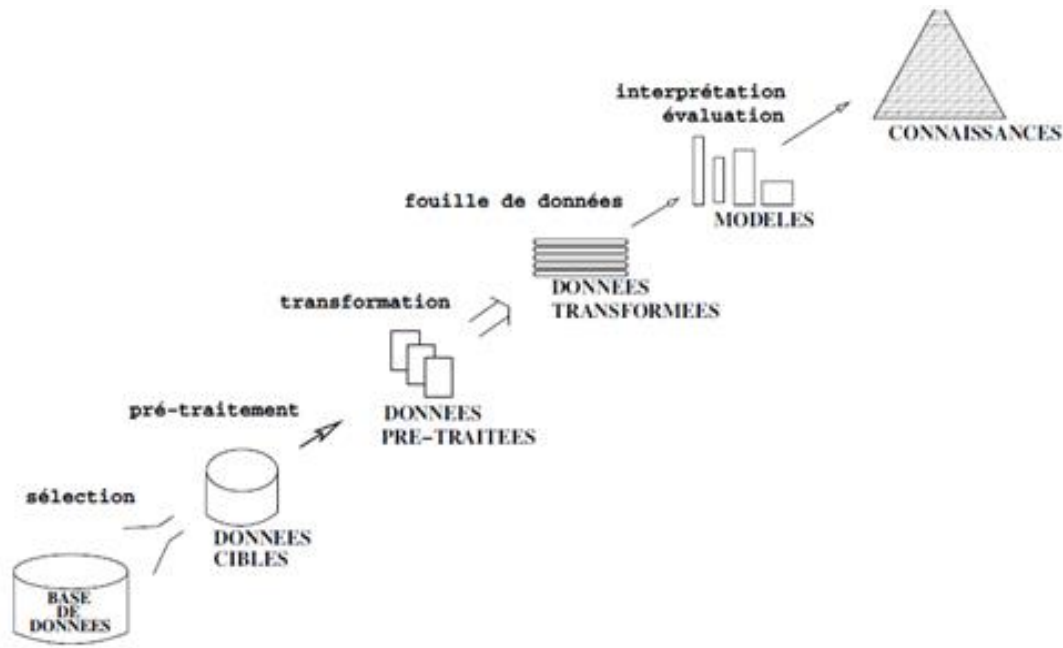 interprétation
évaluation
CONNAISSANCES
fouille de données
MODELES
transformation
DONNEES
TRANSFORMEES
pré-traitement
DONNEES
PRE-TRAITEES
sélection
DONNEES
CIBLES
BASE
DE
DONNEES